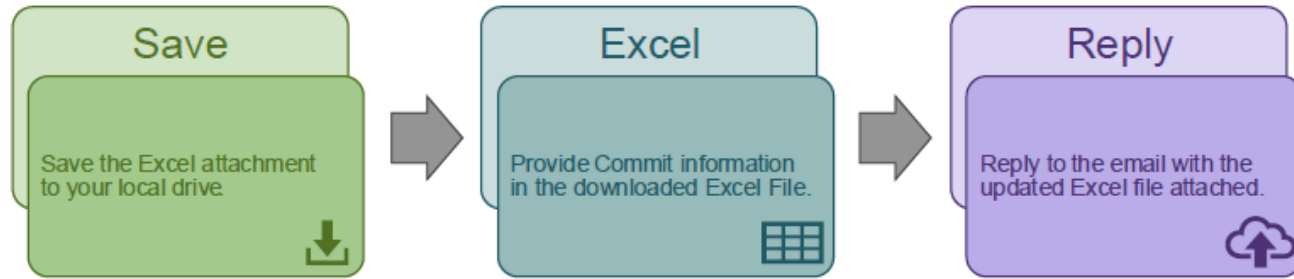 Save
Save the Excel attachment
to your local drive
Excel
Provide Commit information
in the downloaded Excel File.
Reply
Reply to the email with the
updated Excel file attached.